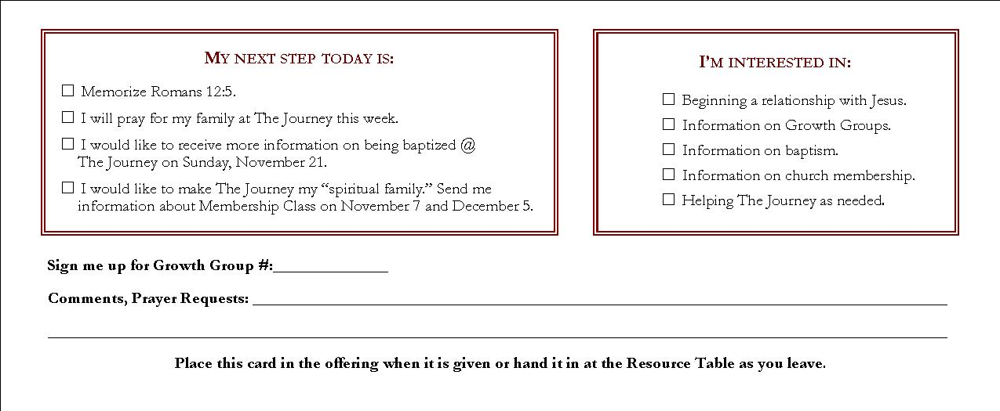 MY NEXT STEP TODAY IS:
☐ Memorize Romans 12:5.
☐ I will pray for my family at The Journey this week.
☐ I would like to receive more information on being baptized @
The Journey on Sunday, November 21.
☐ I would like to make The Journey my “spiritual family.” Send me
information about Membership Class on November 7 and December 5.
I’M INTERESTED IN:
☐ Beginning a relationship with Jesus.
☐ Information on Growth Groups.
☐ Information on baptism.
☐ Information on church membership.
☐ Helping The Journey as needed.
Sign me up for Growth Group #:______________
Comments, Prayer Requests: ______________
Place this card in the offering when it is given or hand it in at the Resource Table as you leave.